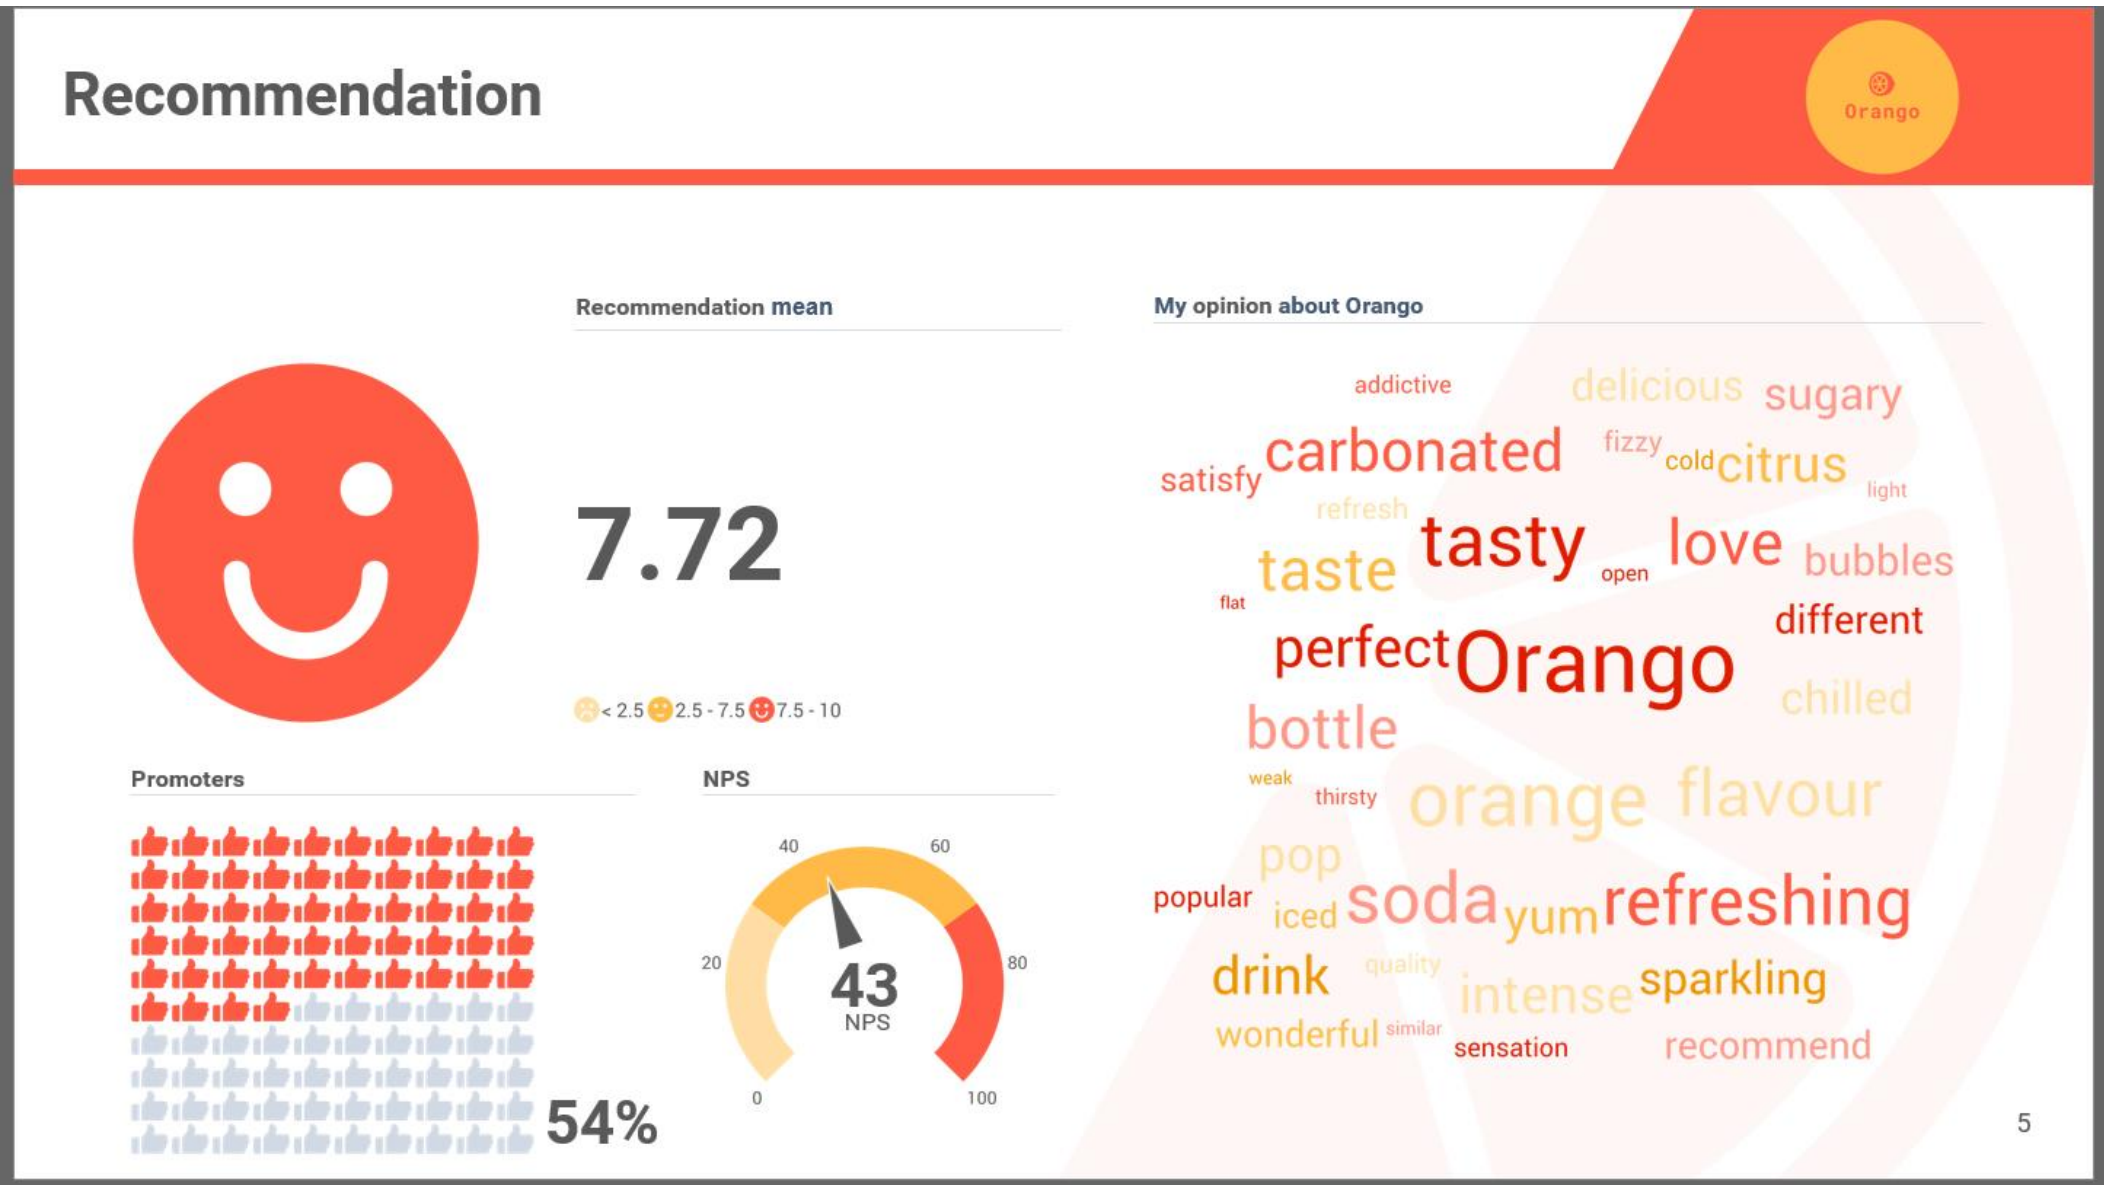 Recommendation
Orango
Recommendation mean
7.72
< 2.5 2.5 - 7.5 7.5 - 10
Promoters
54%
NPS
40 60
20 80
43
NPS
0 100
My opinion about Orango
addictive delicious sugary
carbonated fizzy cold citrus
satisfy light
refresh tasty love bubbles
taste open
flat different
perfect Orango
chilled
bottle
weak thirsty orange flavour
pop
popular iced soda yum refreshing
drink quality intense sparkling
wonderful similar sensation recommend
5